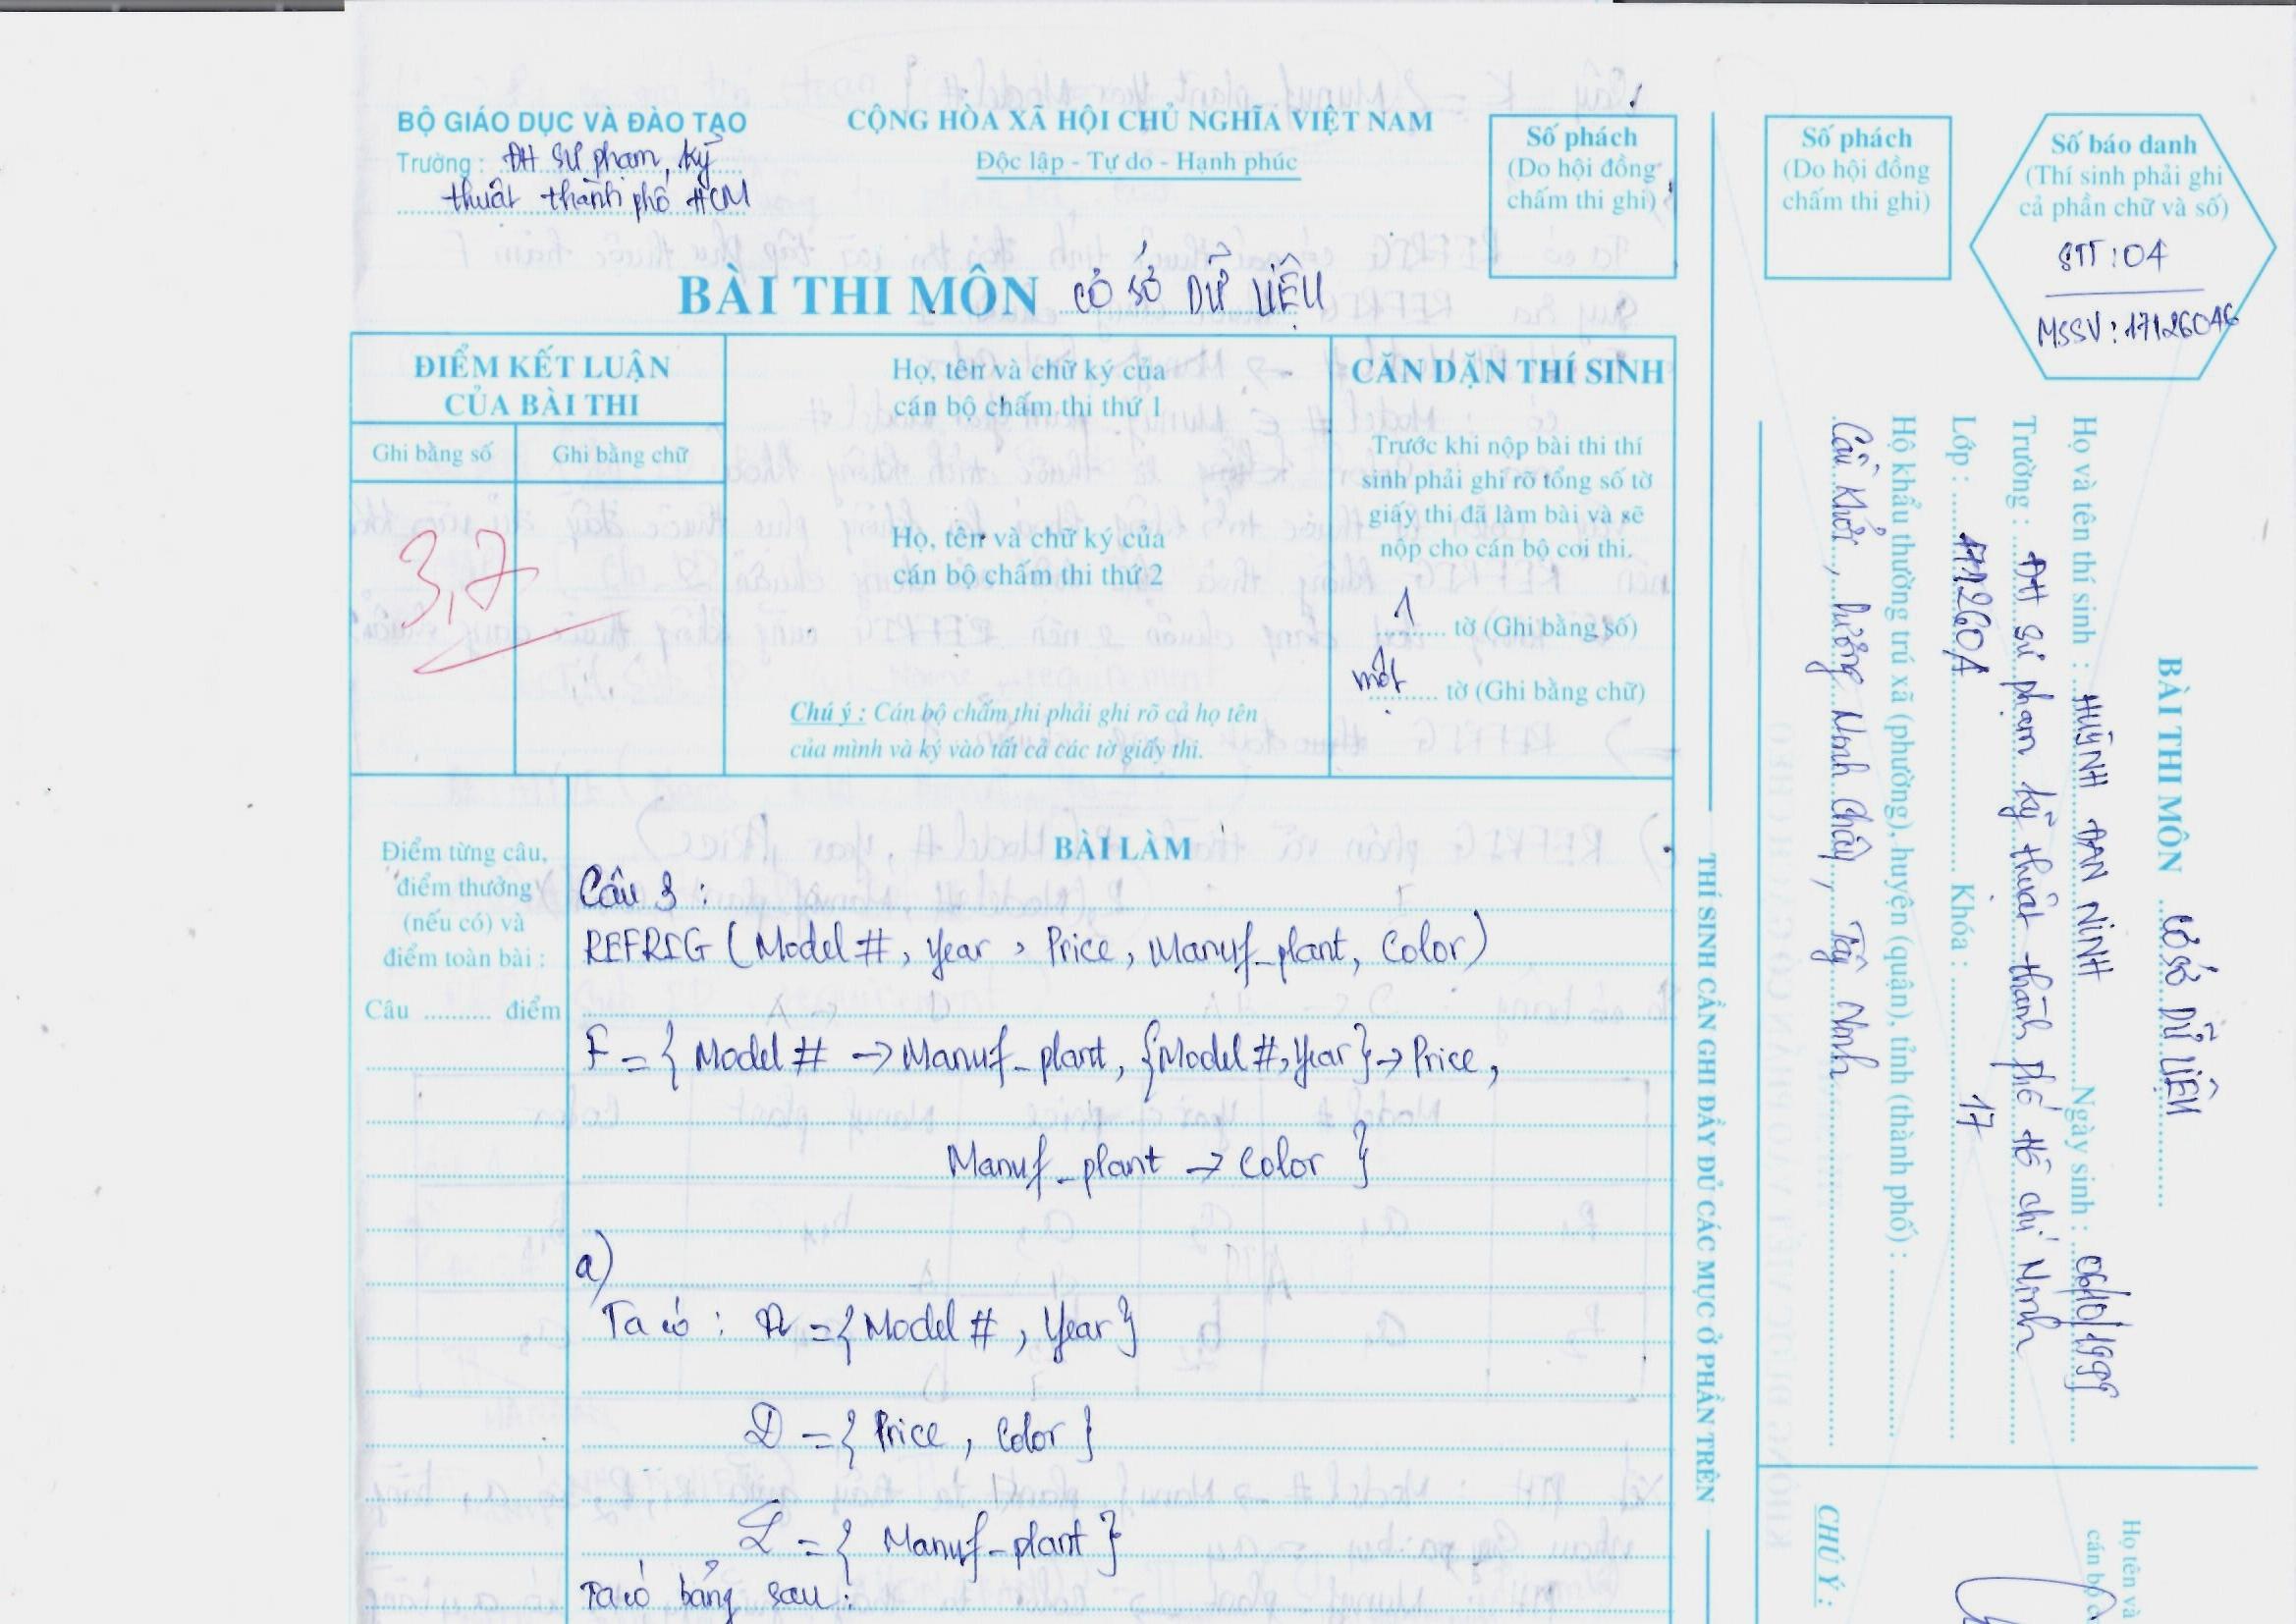 BỘ GIÁO DỤC VÀ ĐÀO TẠO
Trường : ĐH Sư phạm Kỹ
thuật thành phố HCM
CỘNG HÒA XÃ HỘI CHỦ NGHĨA VIỆT NAM
Độc lập - Tự do - Hạnh phúc
Số phách
(Do hội đồng
chấm thi ghi)
BÀI THI MÔN CƠ SỞ DỮ LIỆU
ĐIỂM KẾT LUẬN
CỦA BÀI THI
Ghi bằng số
Ghi bằng chữ
3,7
Họ, tên và chữ ký của
cán bộ chấm thi thứ 1
Họ, tên và chữ ký của
cán bộ chấm thi thứ 2
Chú ý : Cán bộ chấm thi phải ghi rõ cả họ tên
của mình và ký vào tất cả các tờ giấy thi.
CĂN DẶN THÍ SINH
Trước khi nộp bài thi thí
sinh phải ghi rõ tổng số tờ
giấy thi đã làm bài và sẽ
nộp cho cán bộ coi thi.
1 tờ (Ghi bằng số)
một tờ (Ghi bằng chữ)
Điểm từng câu,
điểm thưởng
(nếu có) và
điểm toàn bài :
Câu .......... điểm
BÀI LÀM
Câu 3 :
REFRIG (Model #, Year, Price, Manuf_plant, Color)
F = { Model # -> Manuf_plant, {Model #, Year} -> Price,
Manuf_plant -> Color }
a)
Ta có : N = {Model #, Year}
D = { Price, Color }
L = { Manuf_plant }
Ta có bảng sau :
THÍ SINH CẦN GHI ĐẦY ĐỦ CÁC MỤC Ở PHẦN TRÊN
Số phách
(Do hội đồng
chấm thi ghi)
Số báo danh
(Thí sinh phải ghi
cả phần chữ và số)
STT : 04
MSSV : 17126046
BÀI THI MÔN CƠ SỞ DỮ LIỆU
Họ và tên thí sinh : HUỲNH ĐAN NINH Ngày sinh : 06/10/1999
Trường : ĐH Sư phạm kỹ thuật thành phố Hồ Chí Minh
Lớp : 171260A Khóa : 17
Hộ khẩu thường trú xã (phường), huyện (quận), tỉnh (thành phố) :
Cầu Khởi, Dương Minh Châu, Tây Ninh
CHÚ Ý :
Họ tên và
cán bộ